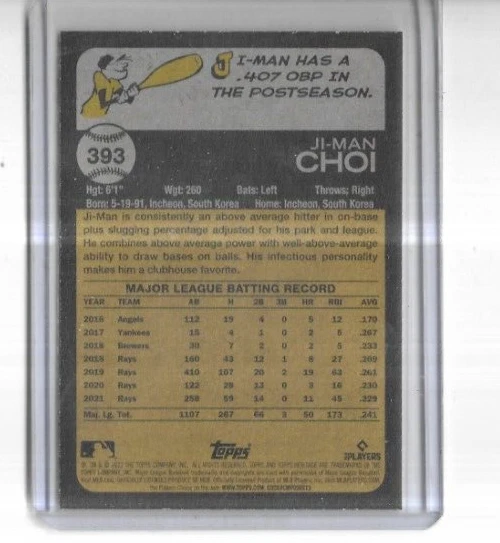 JI-MAN HAS A
.407 OBP IN
THE POSTSEASON.
393
JI-MAN
CHOI
Hgt: 6'1" Wgt: 260 Bats: Left Throws: Right
Born: 5-19-91, Incheon, South Korea Home: Incheon, South Korea
Ji-Man is consistently an above average hitter in on-base
plus slugging percentage adjusted for his park and league.
He combines above average power with well-above-average
ability to draw bases on balls. His infectious personality
makes him a clubhouse favorite.
MAJOR LEAGUE BATTING RECORD
YEAR TEAM AB H 2B 3B HR RBI AVG
2016 Angels 112 19 4 0 5 12 .170
2017 Yankees 15 4 1 0 2 5 .267
2018 Brewers 30 7 2 0 2 5 .233
2018 Rays 160 43 12 1 8 27 .269
2019 Rays 410 107 20 2 19 63 .261
2020 Rays 122 28 13 0 3 16 .230
2021 Rays 258 59 14 0 11 45 .229
Maj. Lg. Tot. 1107 267 66 3 50 173 .241
Topps
PLAYERS